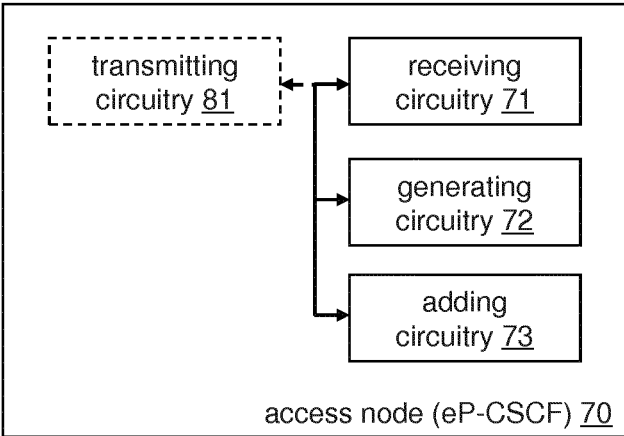 transmitting
circuitry 81
receiving
circuitry 71
generating
circuitry 72
adding
circuitry 73
access node (eP-CSCF) 70